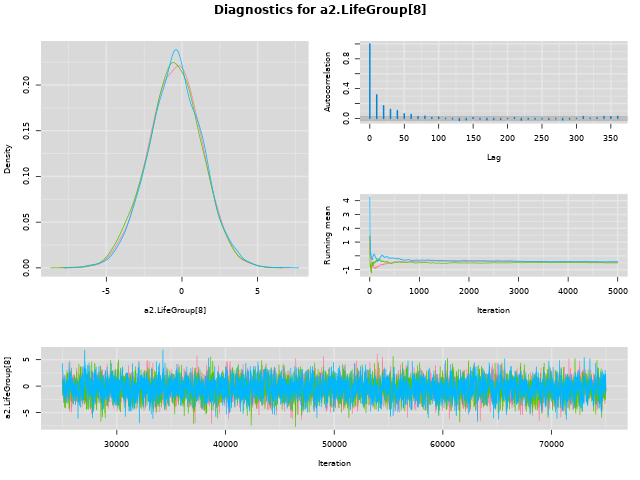 Diagnostics for a2.LifeGroup[8]
Density
0.00 0.05 0.10 0.15 0.20
-5 0 5
a2.LifeGroup[8]
Autocorrelation
0.0 0.4 0.8
0 50 100 150 200 250 300 350
Lag
Running mean
-1 1 2 3 4
0 1000 2000 3000 4000 5000
Iteration
a2.LifeGroup[8]
-5 0 5
30000 40000 50000 60000 70000
Iteration